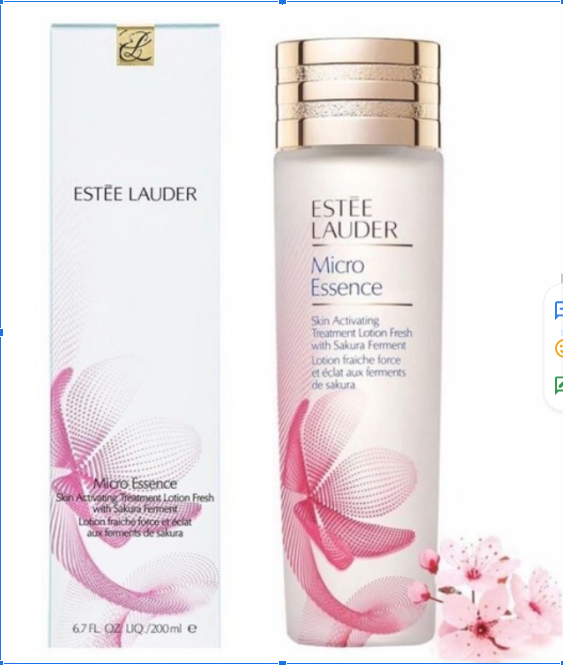 ESTĒE LAUDER
Micro Essence
Skin Activating Treatment Lotion Fresh
with Sakura Ferment
Lotion fraiche force et éclat
aux ferments de sakura
6.7 FL. OZ. LIQ./200 ml ℮
ESTĒE
LAUDER
Micro
Essence
Skin Activating
Treatment Lotion Fresh
with Sakura Ferment
Lotion fraiche force
et éclat aux ferments
de sakura